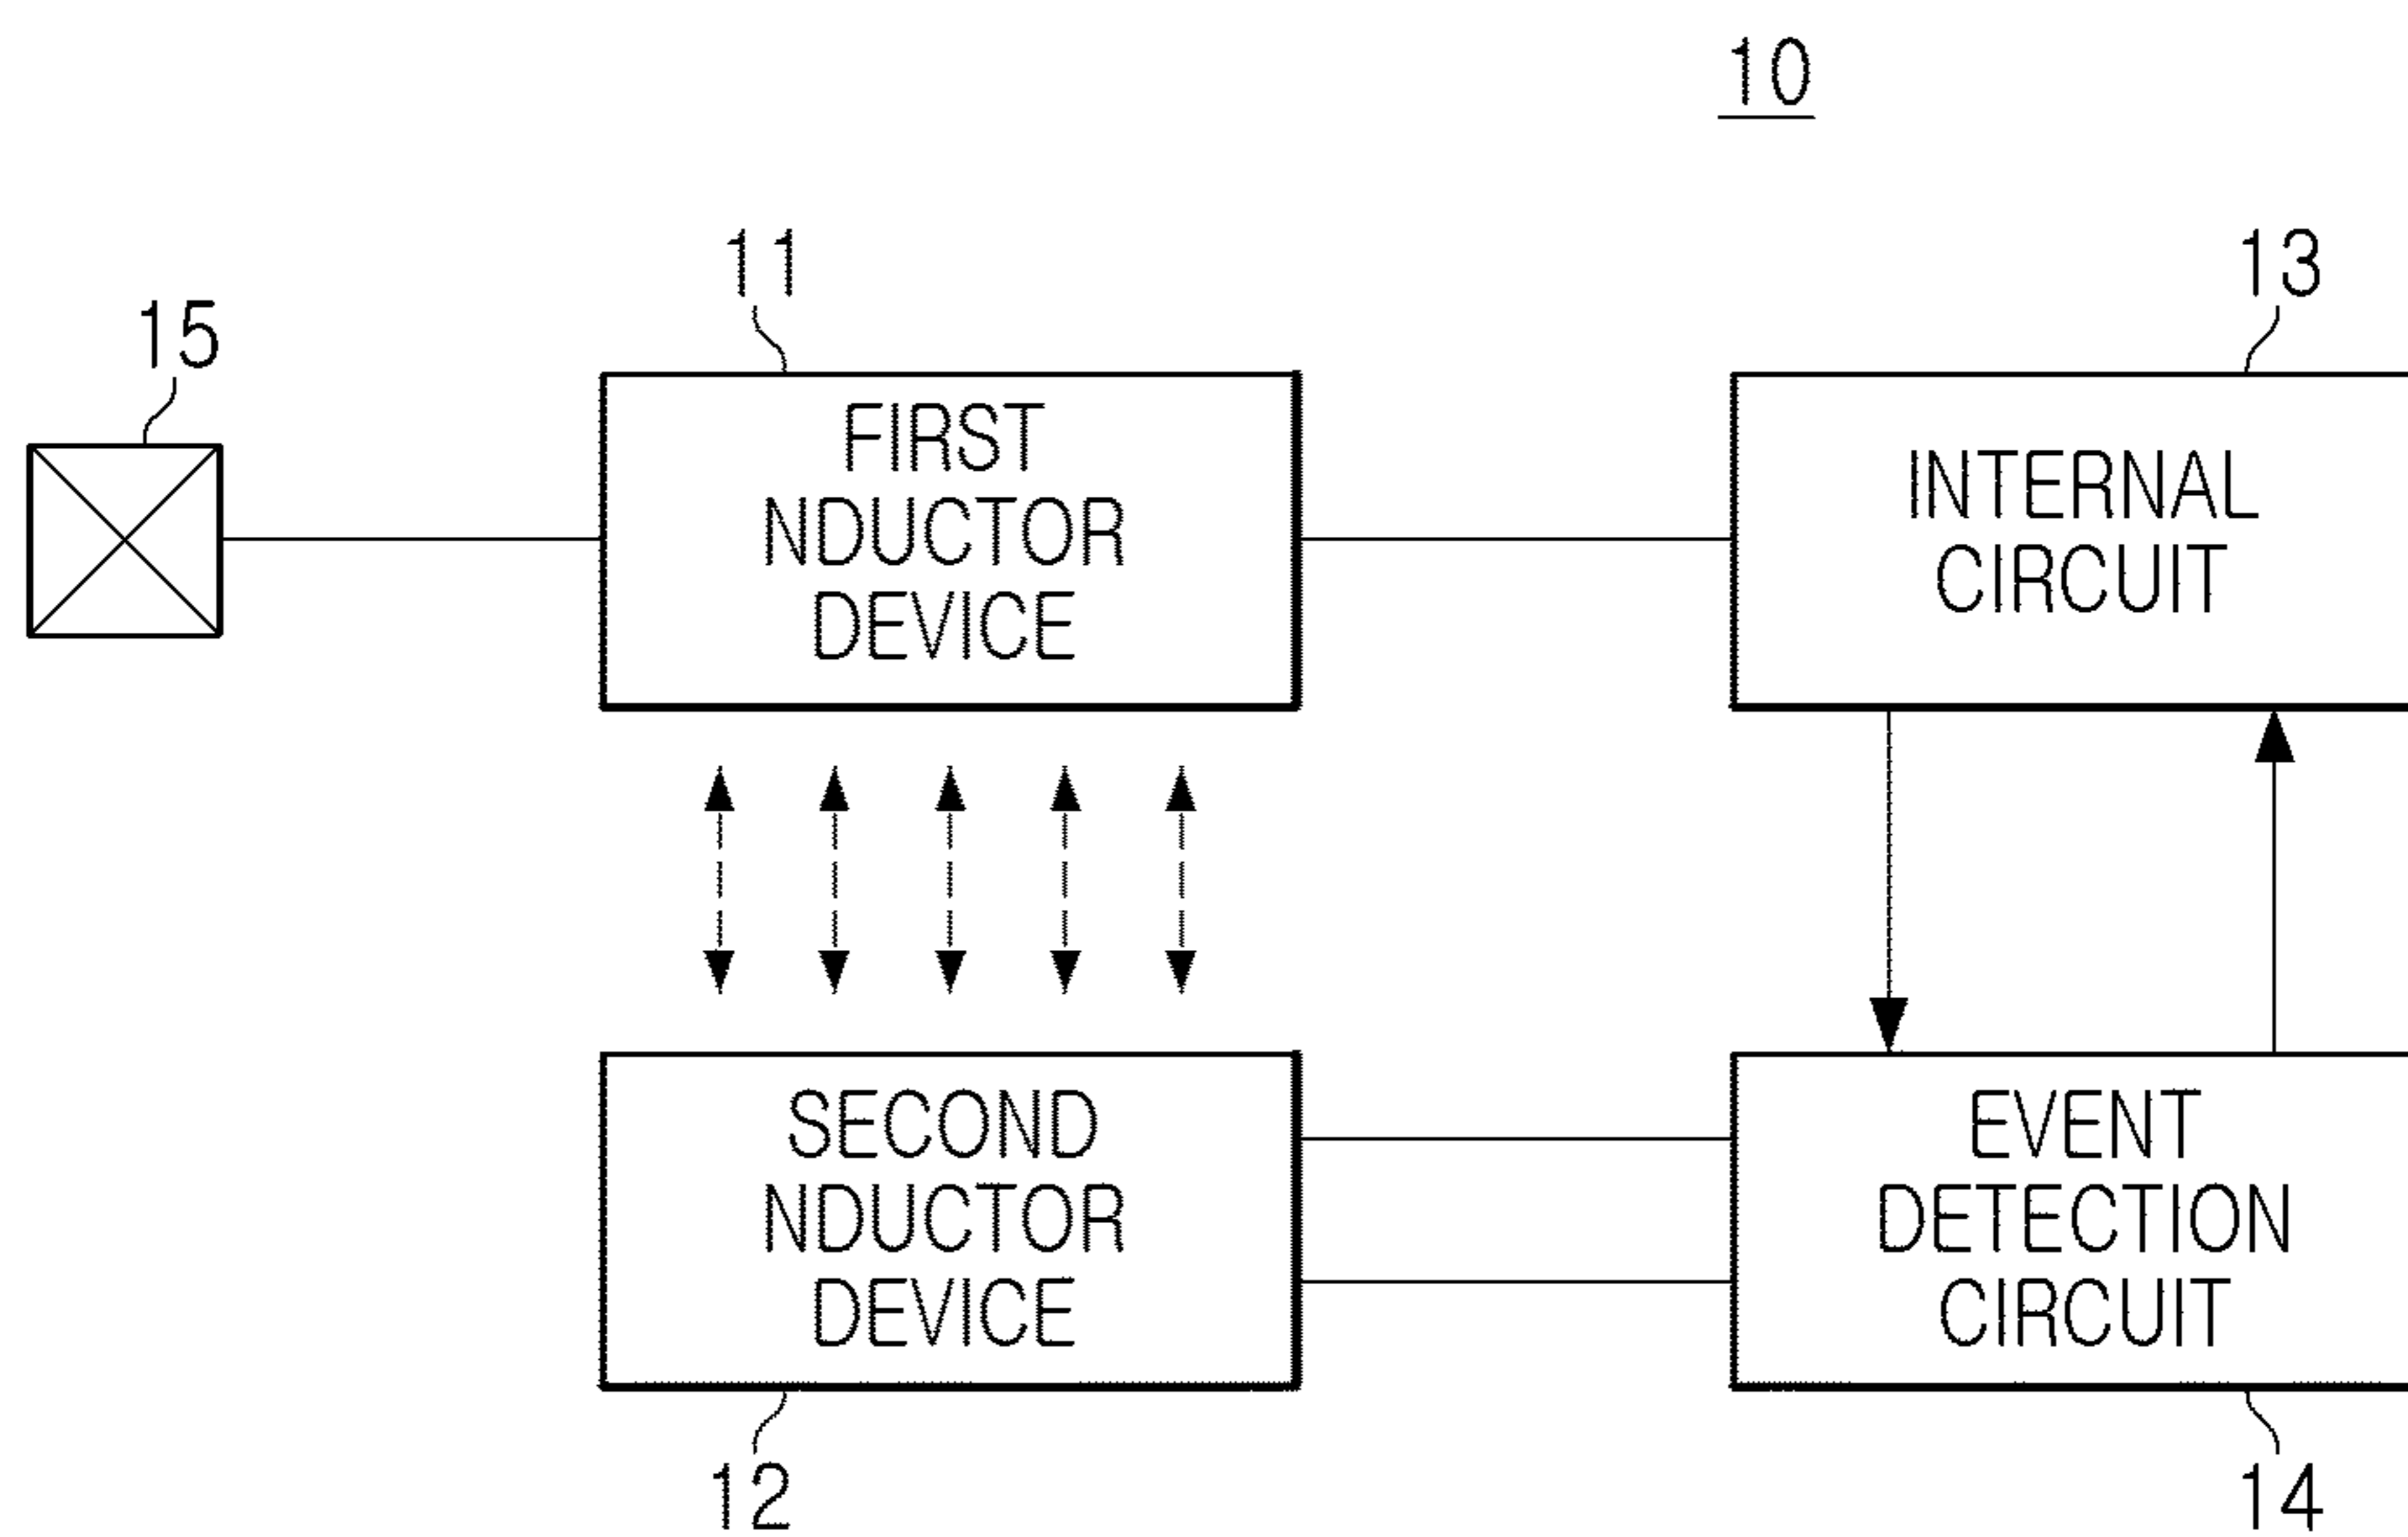 10
11
13
15
FIRST
NDUCTOR
DEVICE
INTERNAL
CIRCUIT
SECOND
NDUCTOR
DEVICE
EVENT
DETECTION
CIRCUIT
12
14